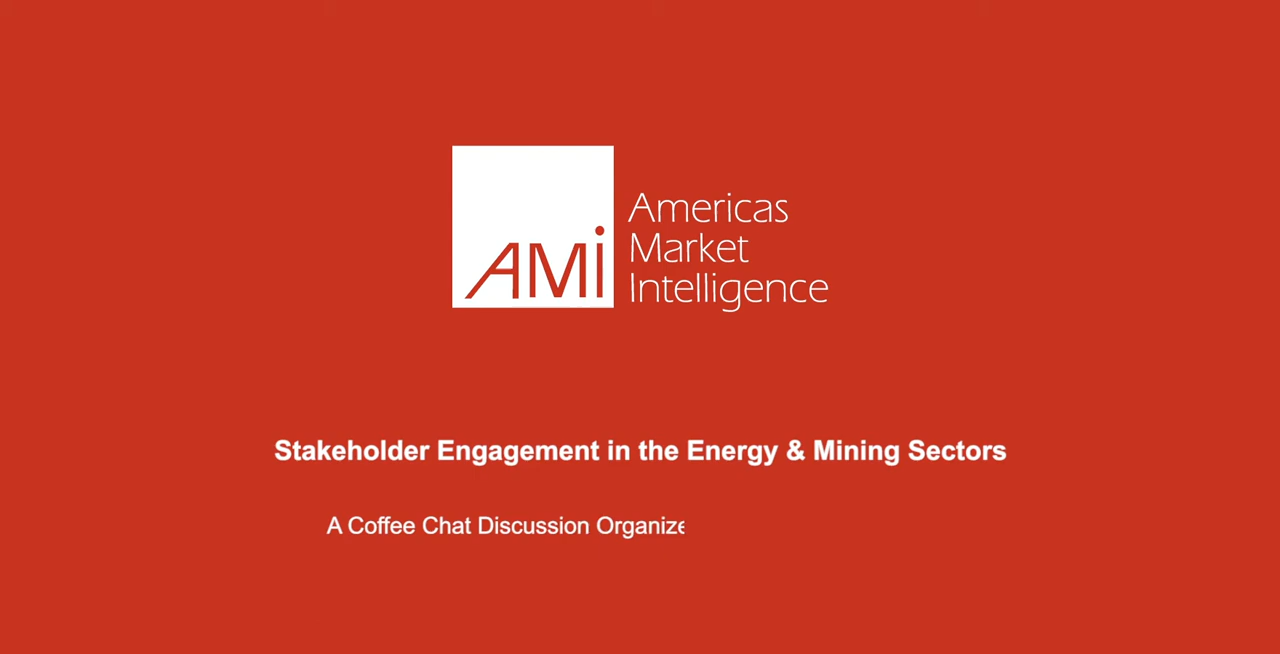 AMi
Americas
Market
Intelligence
Stakeholder Engagement in the Energy & Mining Sectors
A Coffee Chat Discussion Organize